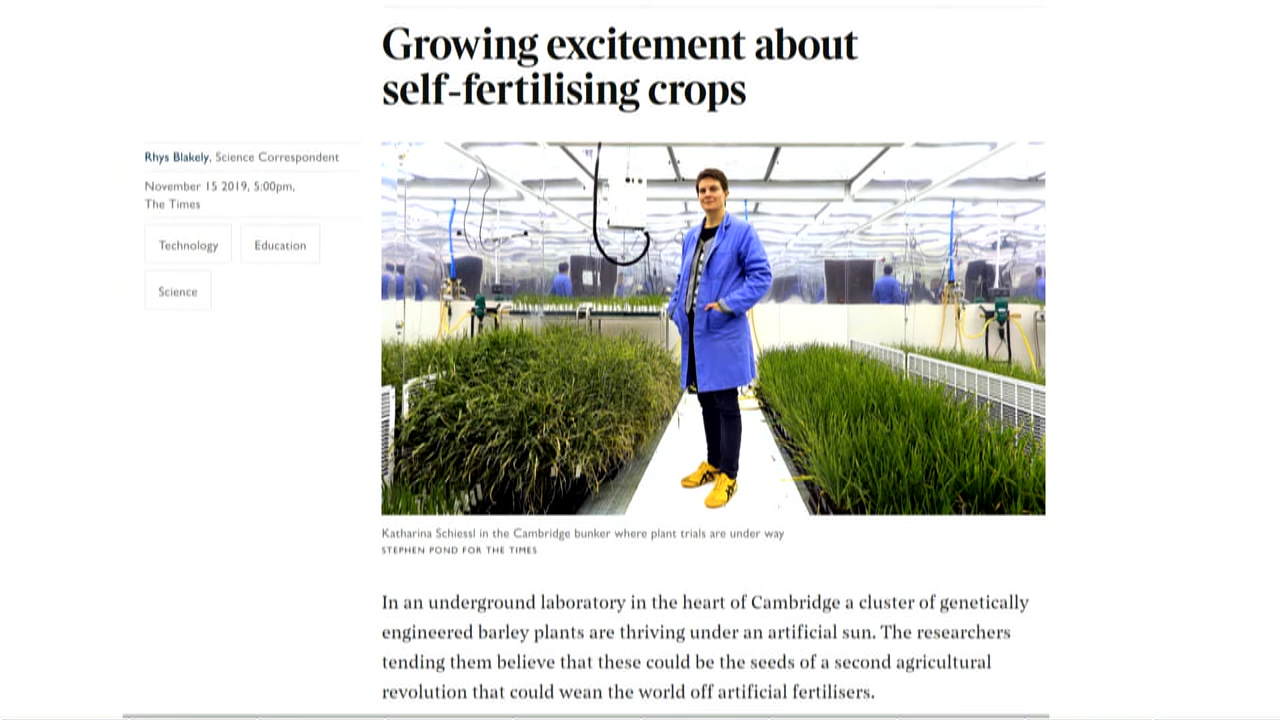 Growing excitement about
self-fertilising crops
Rhys Blakely, Science Correspondent
November 15 2019, 5:00pm,
The Times
Technology
Education
Science
Katharina Schiessl in the Cambridge bunker where plant trials are under way
STEPHEN POND FOR THE TIMES
In an underground laboratory in the heart of Cambridge a cluster of genetically
engineered barley plants are thriving under an artificial sun. The researchers
tending them believe that these could be the seeds of a second agricultural
revolution that could wean the world off artificial fertilisers.